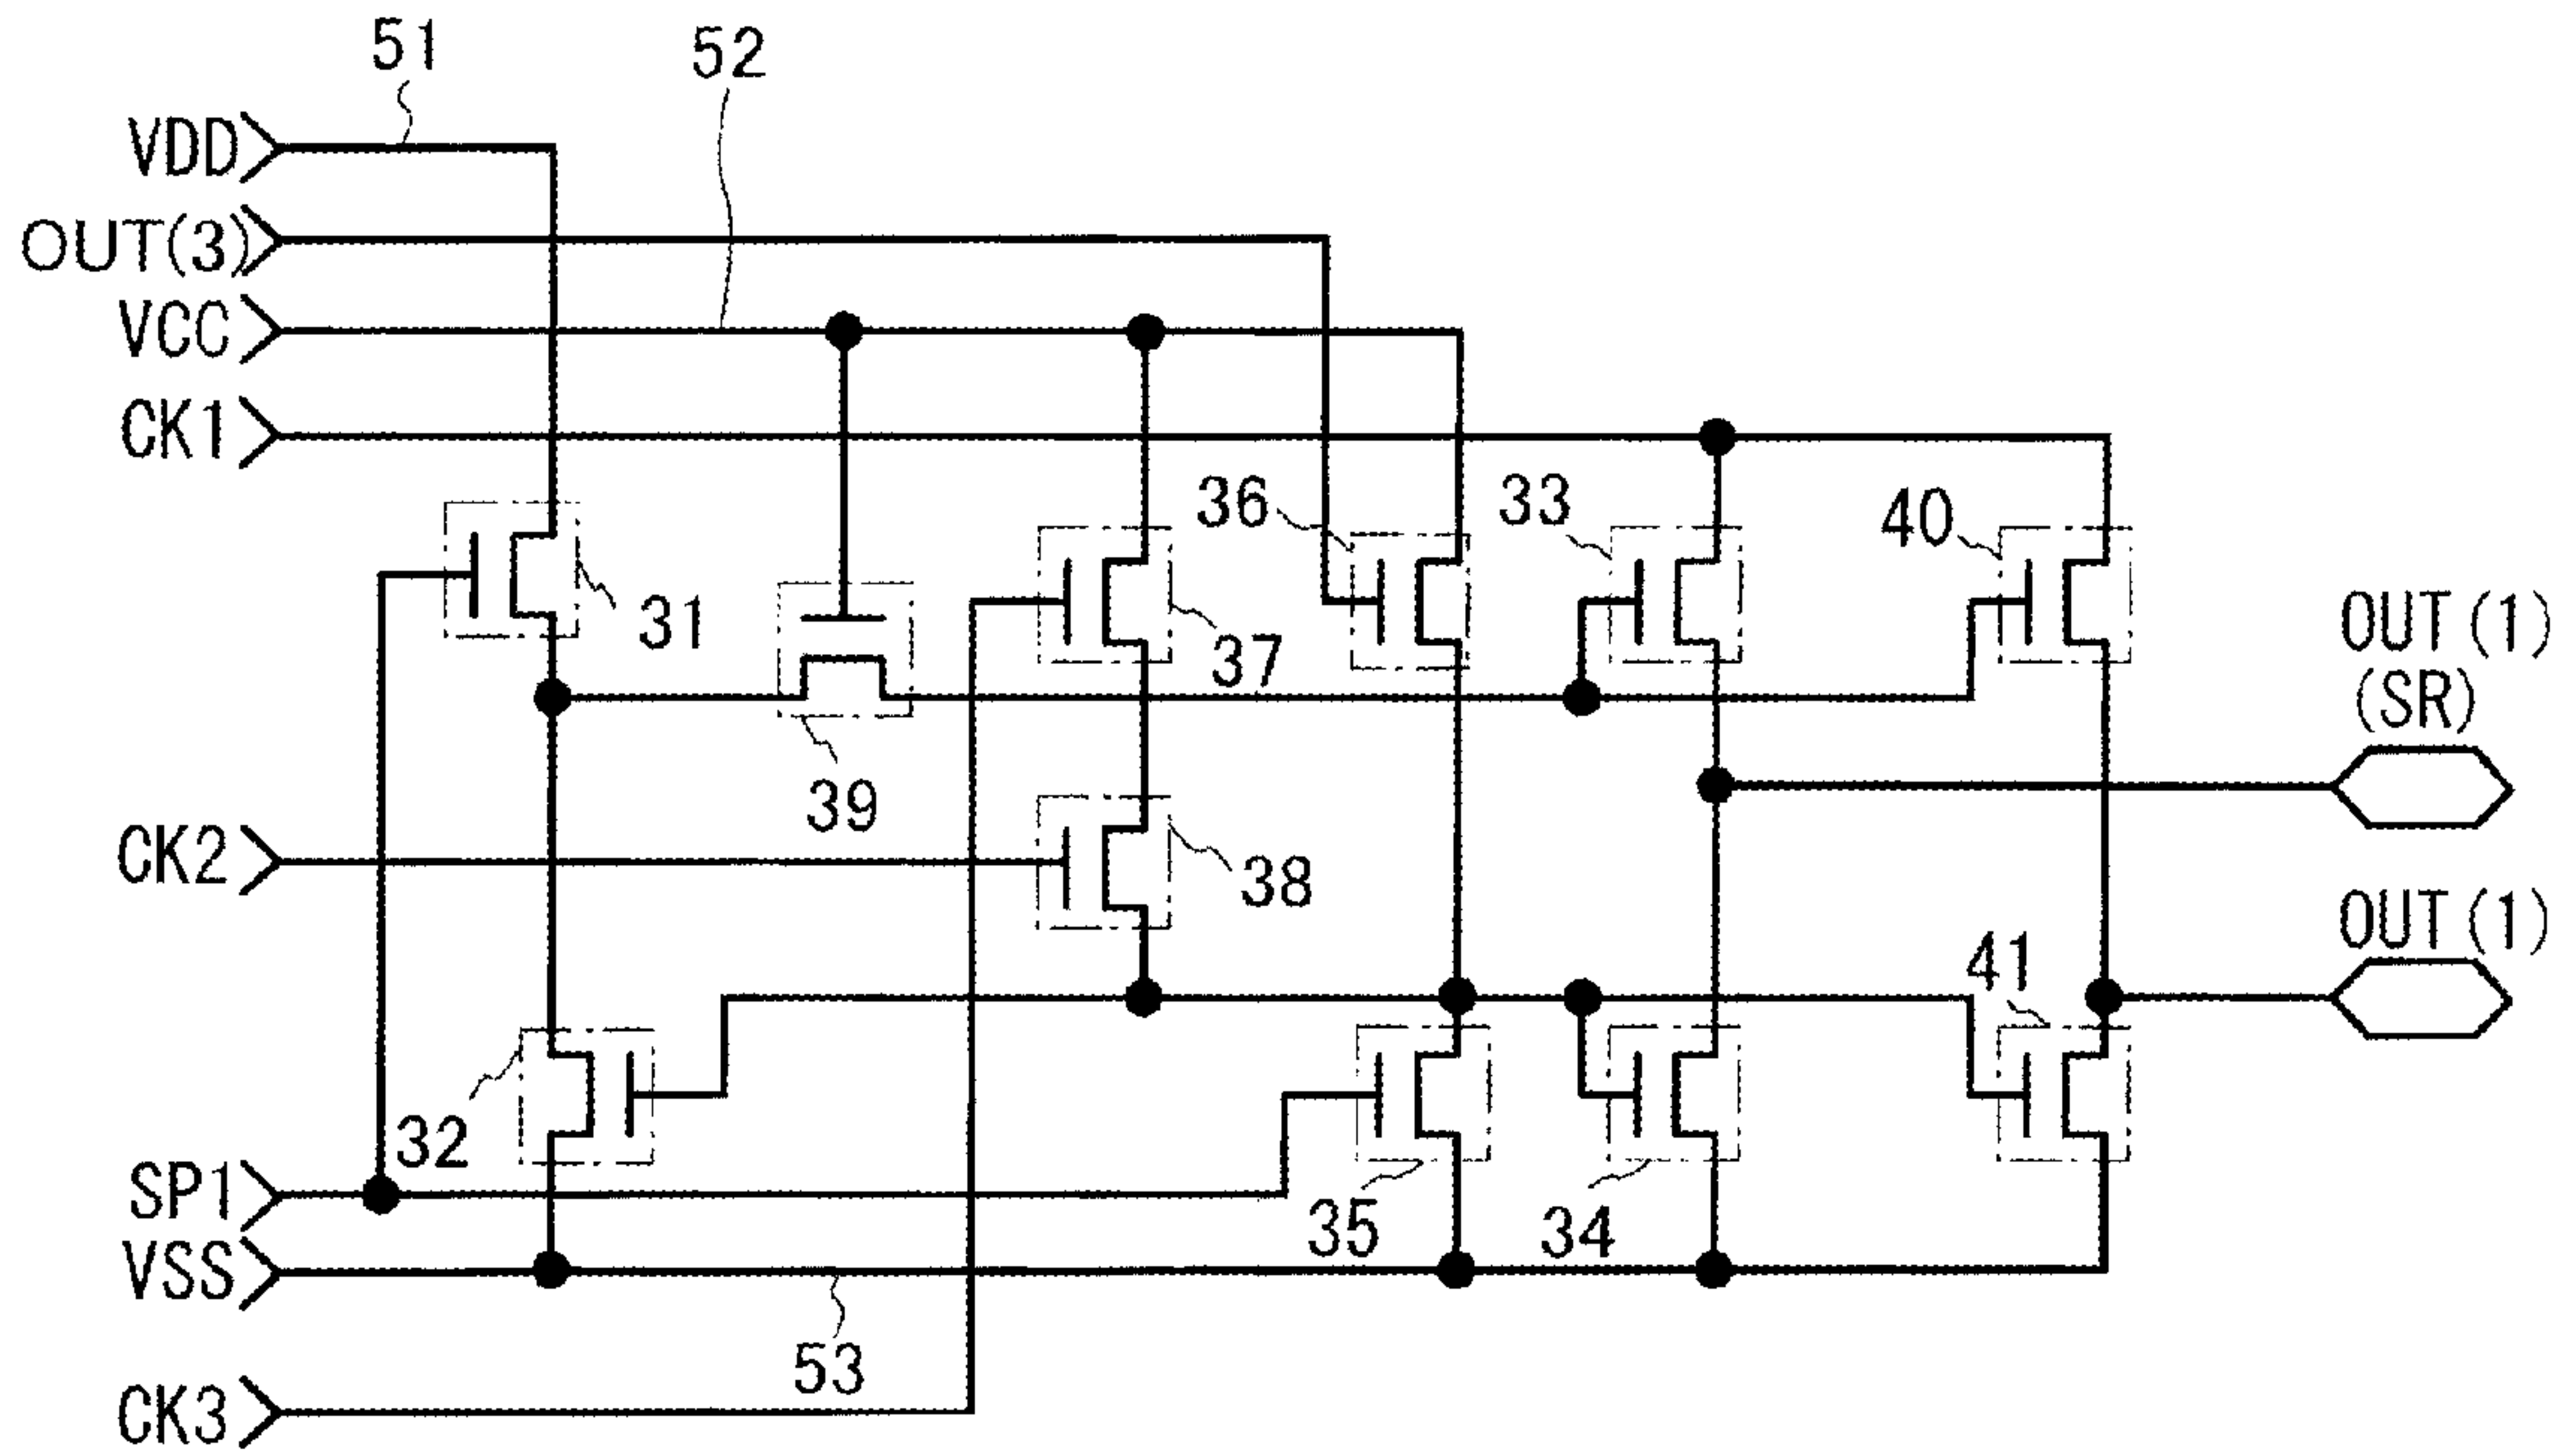 51
52
VDD
OUT(3)
VCC
CK1
36
33
40
31
37
OUT(1)
(SR)
39
CK2
38
OUT(1)
41
32
SP1
35
34
VSS
53
CK3